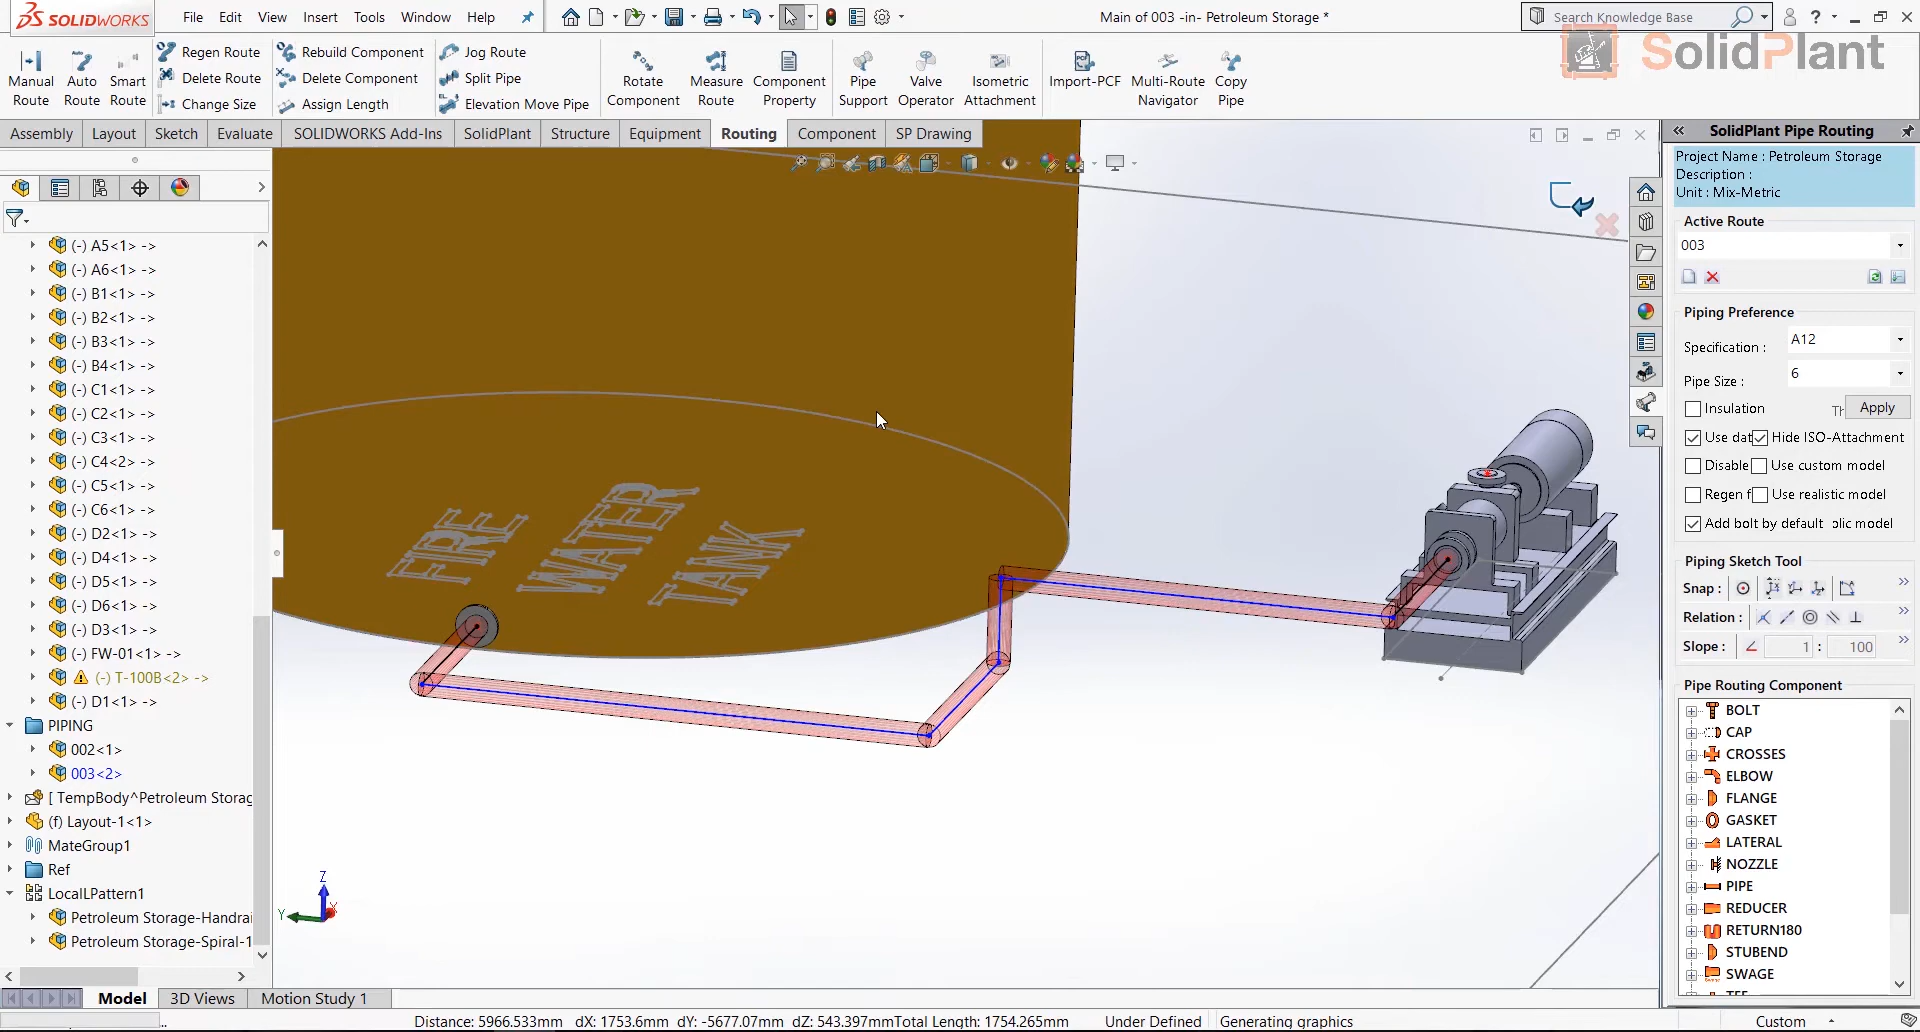 SOLIDWORKS File Edit View Insert Tools Window Help Main of 003 -in- Petroleum Storage * Search Knowledge Base ?
SolidPlant
Manual Route
Auto Route
Smart Route
Regen Route
Delete Route
Change Size
Rebuild Component
Delete Component
Assign Length
Jog Route
Split Pipe
Elevation Move Pipe
Rotate Component
Measure Route
Component Property
Pipe Support
Valve Operator
Isometric Attachment
Import-PCF
Multi-Route Navigator
Copy Pipe
Assembly Layout Sketch Evaluate SOLIDWORKS Add-Ins SolidPlant Structure Equipment Routing Component SP Drawing
(-) A5<1> ->
(-) A6<1> ->
(-) B1<1> ->
(-) B2<1> ->
(-) B3<1> ->
(-) B4<1> ->
(-) C1<1> ->
(-) C2<1> ->
(-) C3<1> ->
(-) C4<2> ->
(-) C5<1> ->
(-) C6<1> ->
(-) D2<1> ->
(-) D4<1> ->
(-) D5<1> ->
(-) D6<1> ->
(-) D3<1> ->
(-) FW-01<1> ->
(-) T-100B<2> ->
(-) D1<1> ->
PIPING
002<1>
003<2>
[ TempBody^Petroleum Storag
(f) Layout-1<1>
MateGroup1
Ref
LocalLPattern1
Petroleum Storage-Handrai
Petroleum Storage-Spiral-1
FIRE
WATER
TANK
Z
Y
X
SolidPlant Pipe Routing
Project Name : Petroleum Storage
Description :
Unit : Mix-Metric
Active Route
003
Piping Preference
Specification : A12
Pipe Size : 6
Insulation Th Apply
Use dat Hide ISO-Attachment
Disable Use custom model
Regen f Use realistic model
Add bolt by default olic model
Piping Sketch Tool
Snap :
Relation :
Slope : 1 : 100
Pipe Routing Component
BOLT
CAP
CROSSES
ELBOW
FLANGE
GASKET
LATERAL
NOZZLE
PIPE
REDUCER
RETURN180
STUBEND
SWAGE
TEE
Model 3D Views Motion Study 1
.. Distance: 5966.533mm dX: 1753.6mm dY: -5677.07mm dZ: 543.397mmTotal Length: 1754.265mm Under Defined Generating graphics Custom